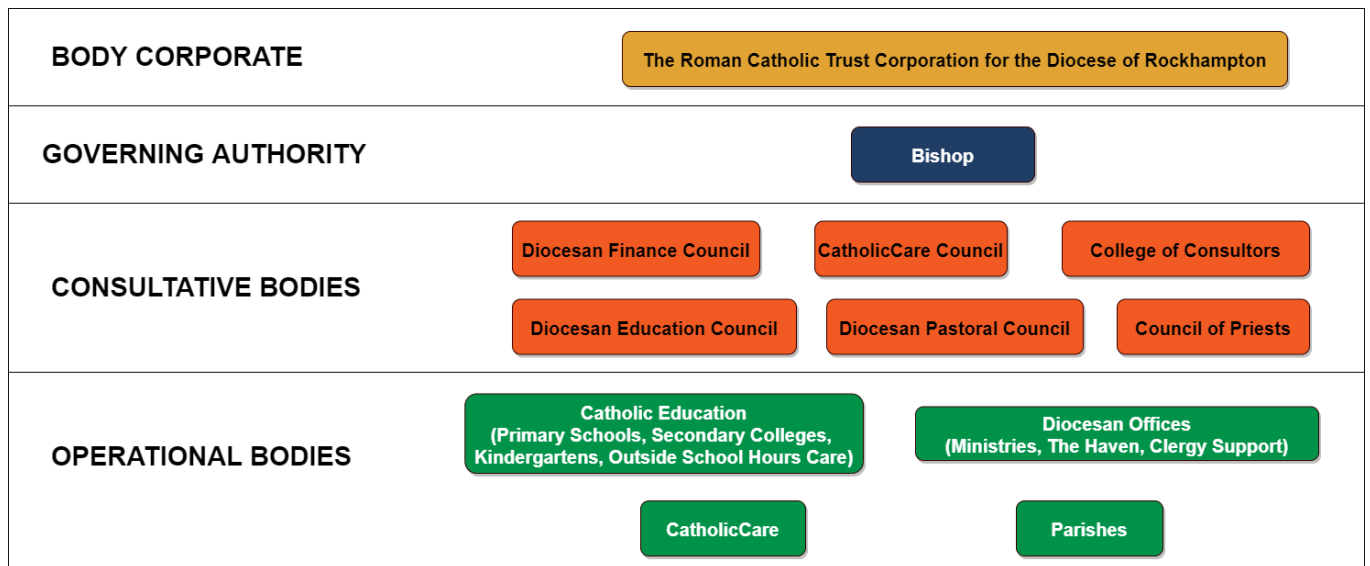 BODY CORPORATE
The Roman Catholic Trust Corporation for the Diocese of Rockhampton
GOVERNING AUTHORITY
Bishop
CONSULTATIVE BODIES
Diocesan Finance Council
CatholicCare Council
College of Consultors
Diocesan Education Council
Diocesan Pastoral Council
Council of Priests
OPERATIONAL BODIES
Catholic Education
(Primary Schools, Secondary Colleges,
Kindergartens, Outside School Hours Care)
Diocesan Offices
(Ministries, The Haven, Clergy Support)
CatholicCare
Parishes